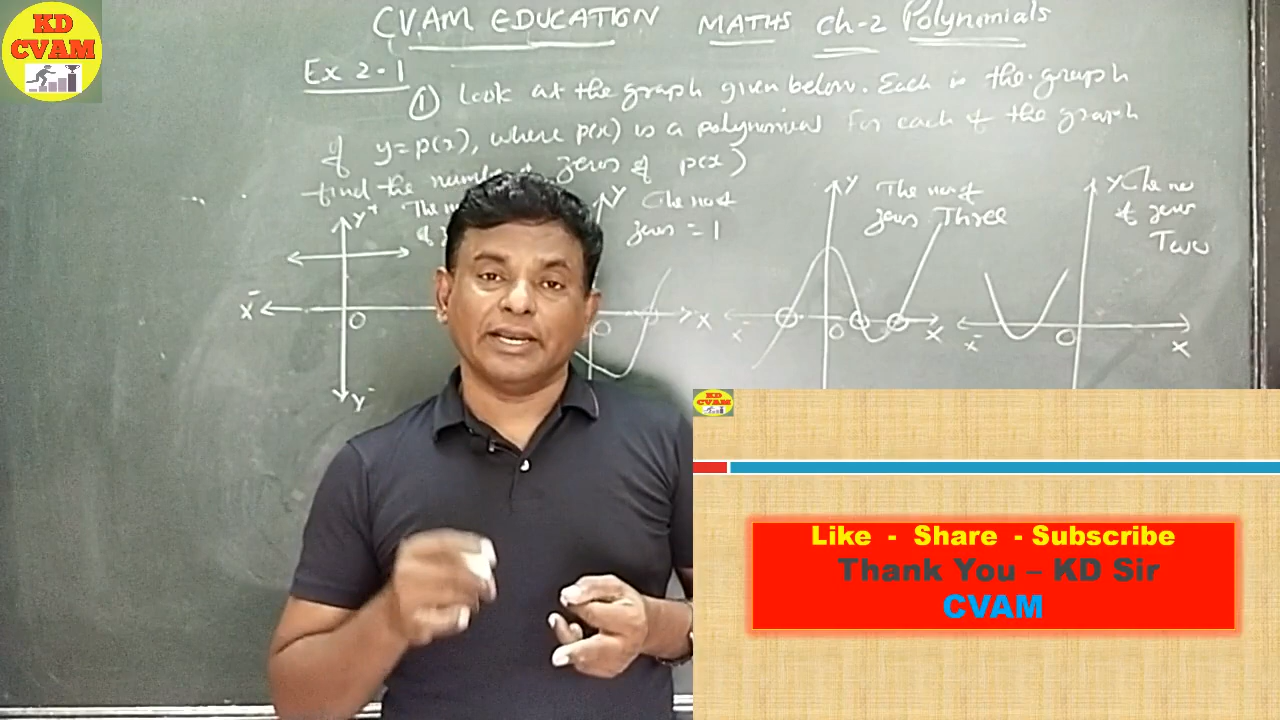 KD
CVAM
CVAM EDUCATION MATHS Ch-2 Polynomials
Ex 2.1
① Look at the graph given below. Each is the graph
of y=p(x), where p(x) is a polynomial For each of the graph
find the number zeros of p(x)
Y+ The
Y The no of
zeros = 1
Y The no of
zeros Three
Y The no
of zeros
Two
X- O
O X
X- O X
X- O X
Y-
KD
CVAM
Like - Share - Subscribe
Thank You – KD Sir
CVAM